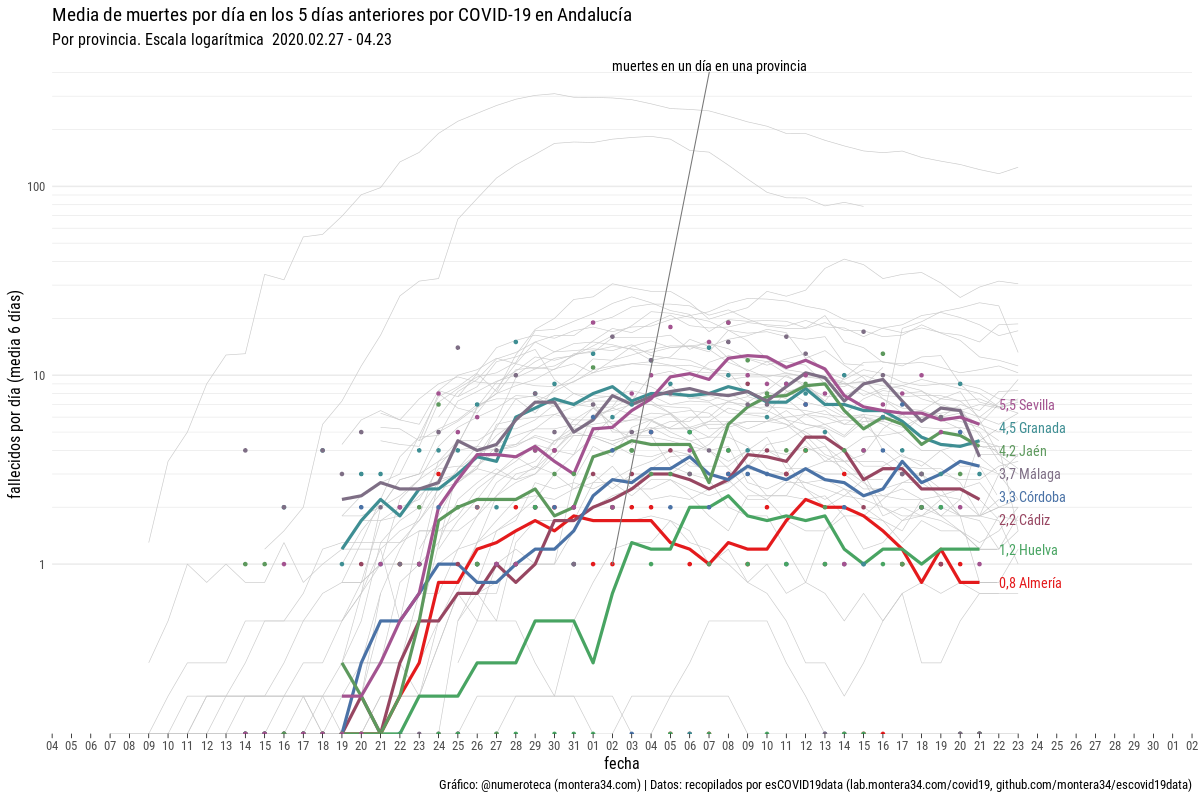 Media de muertes por día en los 5 días anteriores por COVID-19 en Andalucía
Por provincia. Escala logarítmica 2020.02.27 - 04.23
muertes en un día en una provincia
100
10
1
fallecidos por día (media 6 días)
5,5 Sevilla
4,5 Granada
4,2 Jaén
3,7 Málaga
3,3 Córdoba
2,2 Cádiz
1,2 Huelva
0,8 Almería
04 05 06 07 08 09 10 11 12 13 14 15 16 17 18 19 20 21 22 23 24 25 26 27 28 29 30 31 01 02 03 04 05 06 07 08 09 10 11 12 13 14 15 16 17 18 19 20 21 22 23 24 25 26 27 28 29 30 01 02
fecha
Gráfico: @numeroteca (montera34.com) | Datos: recopilados por esCOVID19data (lab.montera34.com/covid19, github.com/montera34/escovid19data)